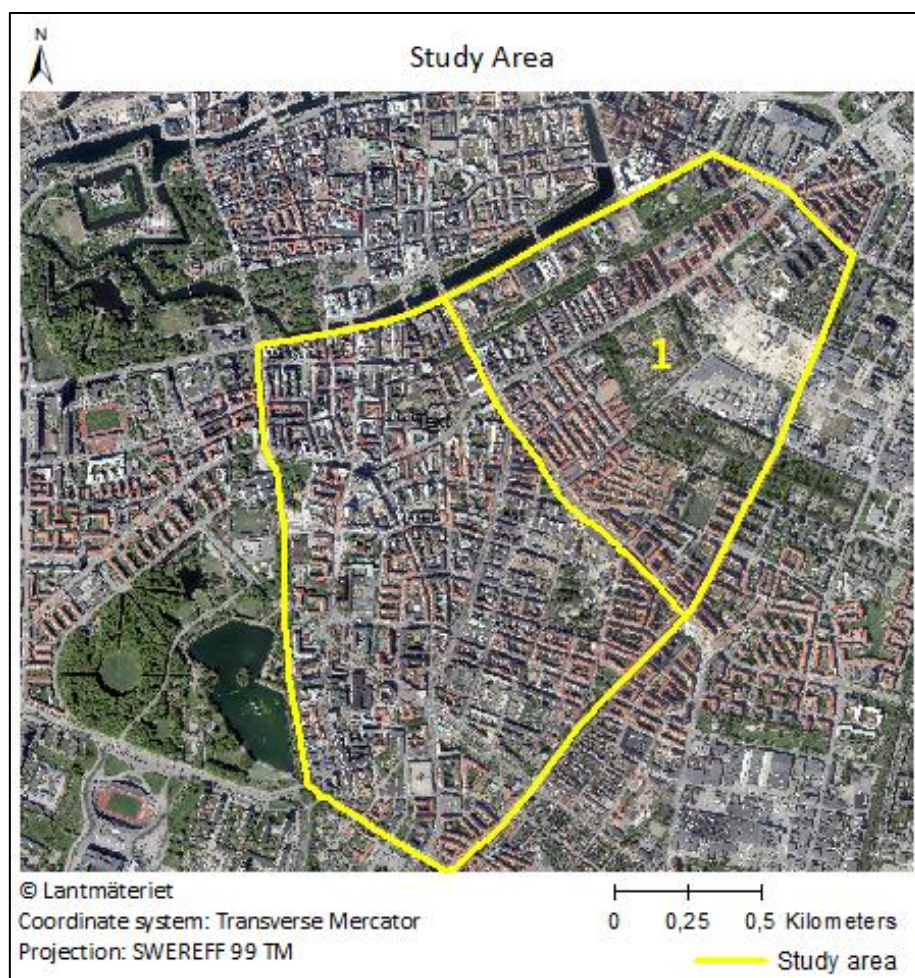 N
Study Area
1
© Lantmäteriet
Coordinate system: Transverse Mercator
Projection: SWEREFF 99 TM
0 0,25 0,5 Kilometers
Study area